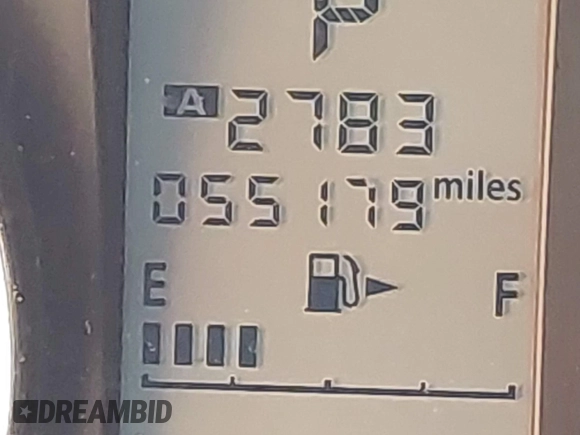 P
A 2783
055179 miles
E F
DREAMBID